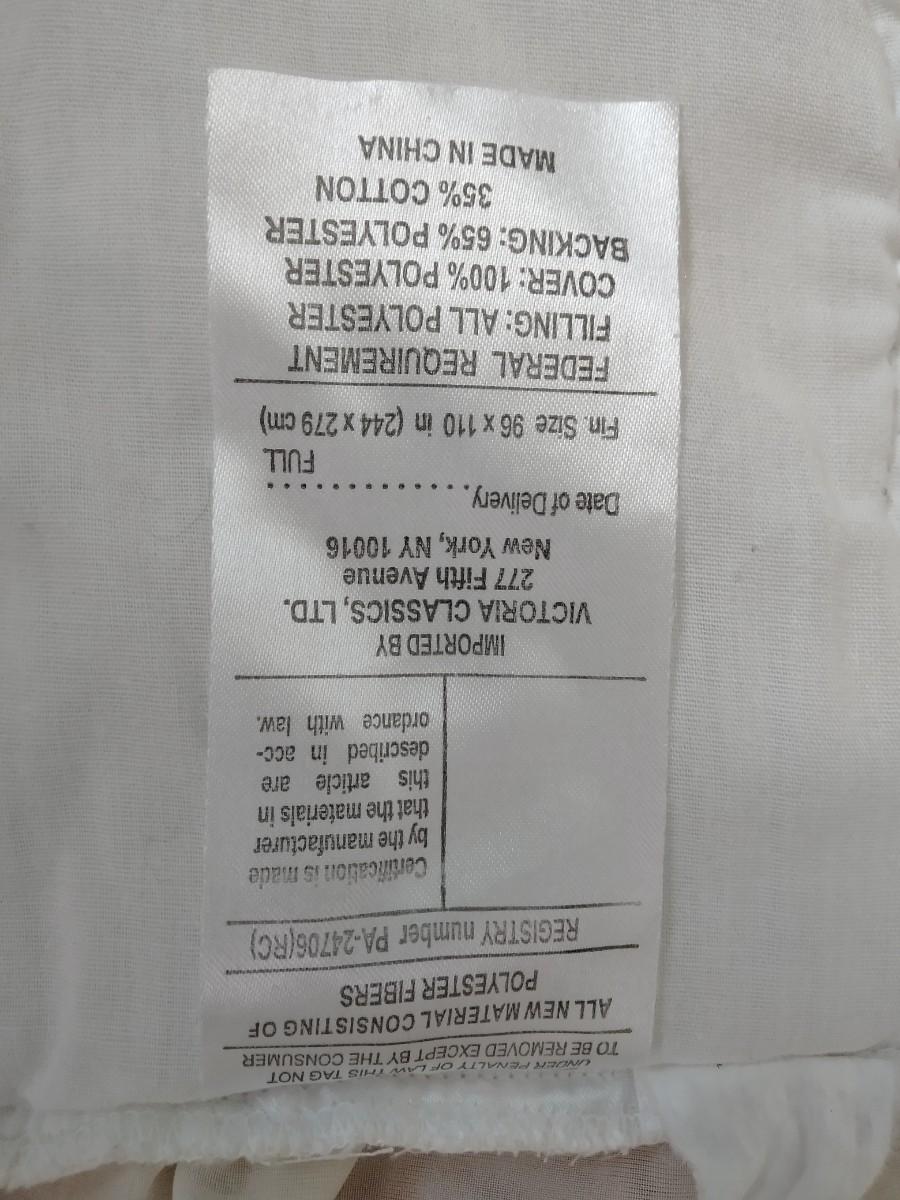 UNDER PENALTY OF LAW THIS TAG NOT
TO BE REMOVED EXCEPT BY THE CONSUMER
ALL NEW MATERIAL CONSISTING OF
POLYESTER FIBERS
REGISTRY number PA-24706(RC)
Certification is made
by the manufacturer
that the materials in
this article are
described in acc-
ordance with law.
IMPORTED BY
VICTORIA CLASSICS, LTD.
277 Fifth Avenue
New York, NY 10016
Date of Delivery..............
FULL
Fin. Size 96 x 110 in (244 x 279 cm)
FEDERAL REQUIREMENT
FILLING: ALL POLYESTER
COVER: 100% POLYESTER
BACKING: 65% POLYESTER
35% COTTON
MADE IN CHINA